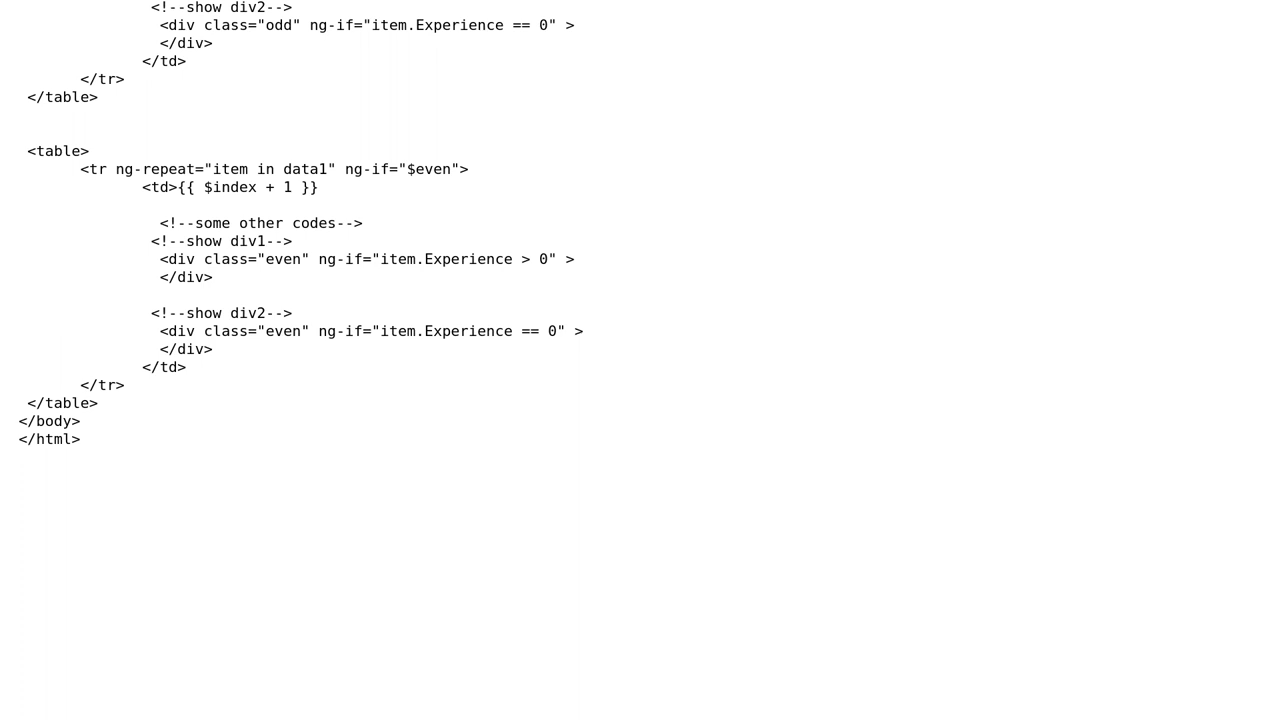 <!--show div2-->
<div class="odd" ng-if="item.Experience == 0" >
</div>
</td>
</tr>
</table>
<table>
<tr ng-repeat="item in data1" ng-if="$even">
<td>{{ $index + 1 }}
<!--some other codes-->
<!--show div1-->
<div class="even" ng-if="item.Experience > 0" >
</div>
<!--show div2-->
<div class="even" ng-if="item.Experience == 0" >
</div>
</td>
</tr>
</table>
</body>
</html>